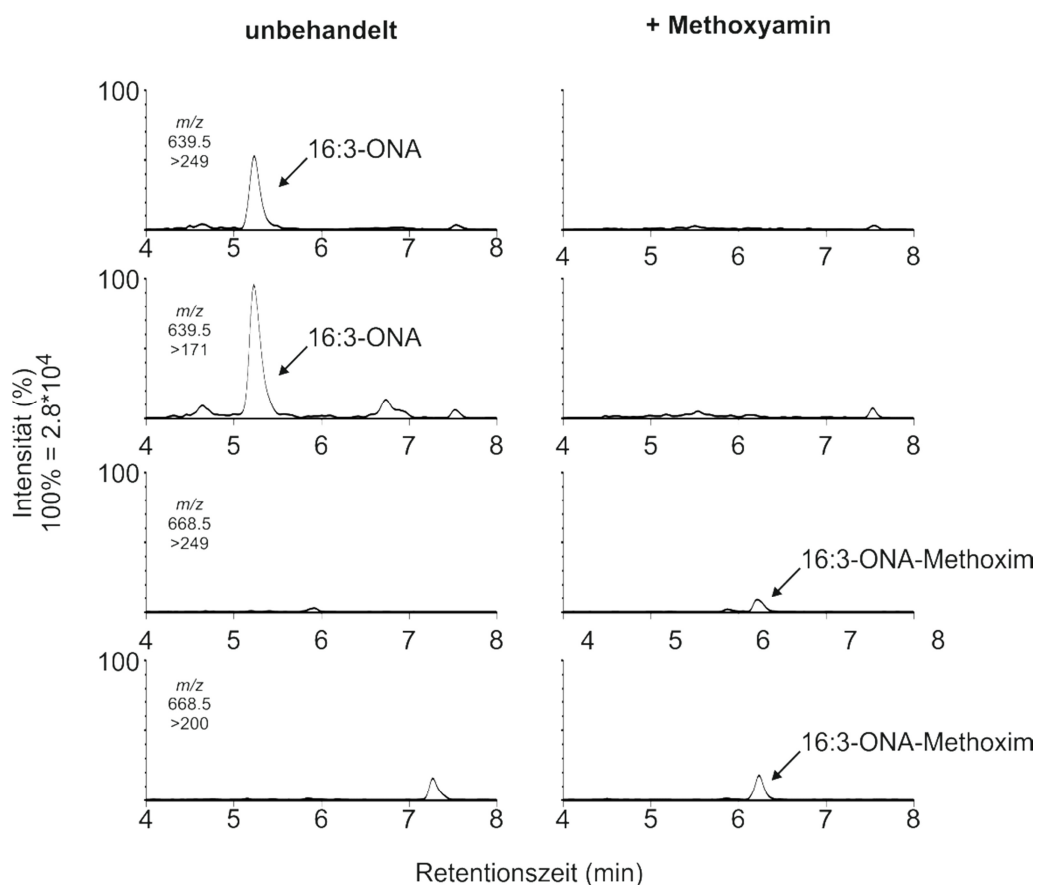 unbehandelt
+ Methoxyamin
100
m/z
639.5
>249
16:3-ONA
4 5 6 7 8
4 5 6 7 8
100
m/z
639.5
>171
16:3-ONA
4 5 6 7 8
4 5 6 7 8
Intensität (%)
100% = 2.8*10⁴
100
m/z
668.5
>249
16:3-ONA-Methoxim
4 5 6 7 8
4 5 6 7 8
100
m/z
668.5
>200
16:3-ONA-Methoxim
4 5 6 7 8
4 5 6 7 8
Retentionszeit (min)